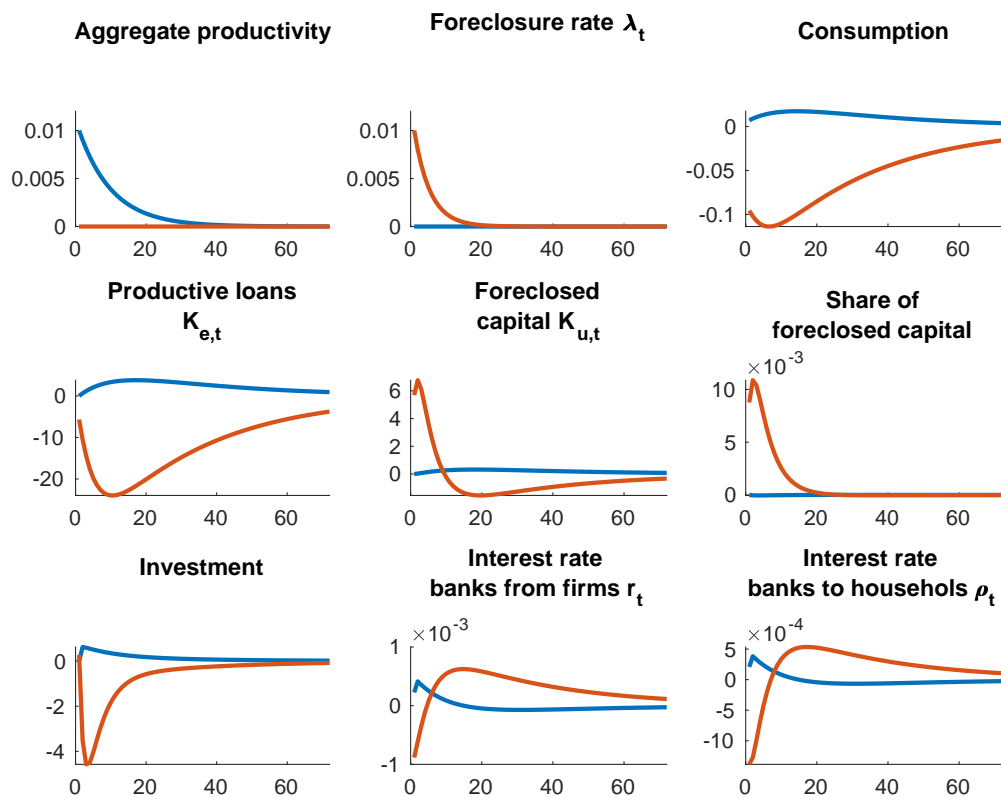 Aggregate productivity
Foreclosure rate λt
Consumption
0.01
0.005
0
0 20 40 60
0.01
0.005
0
0 20 40 60
0
-0.05
-0.1
0 20 40 60
Productive loans
Ke,t
Foreclosed
capital Ku,t
Share of
foreclosed capital
0
-10
-20
0 20 40 60
6
4
2
0
0 20 40 60
×10-3
10
5
0
0 20 40 60
Investment
Interest rate
banks from firms rt
Interest rate
banks to househols ρt
0
-2
-4
0 20 40 60
×10-3
1
0
-1
0 20 40 60
×10-4
5
0
-5
-10
0 20 40 60